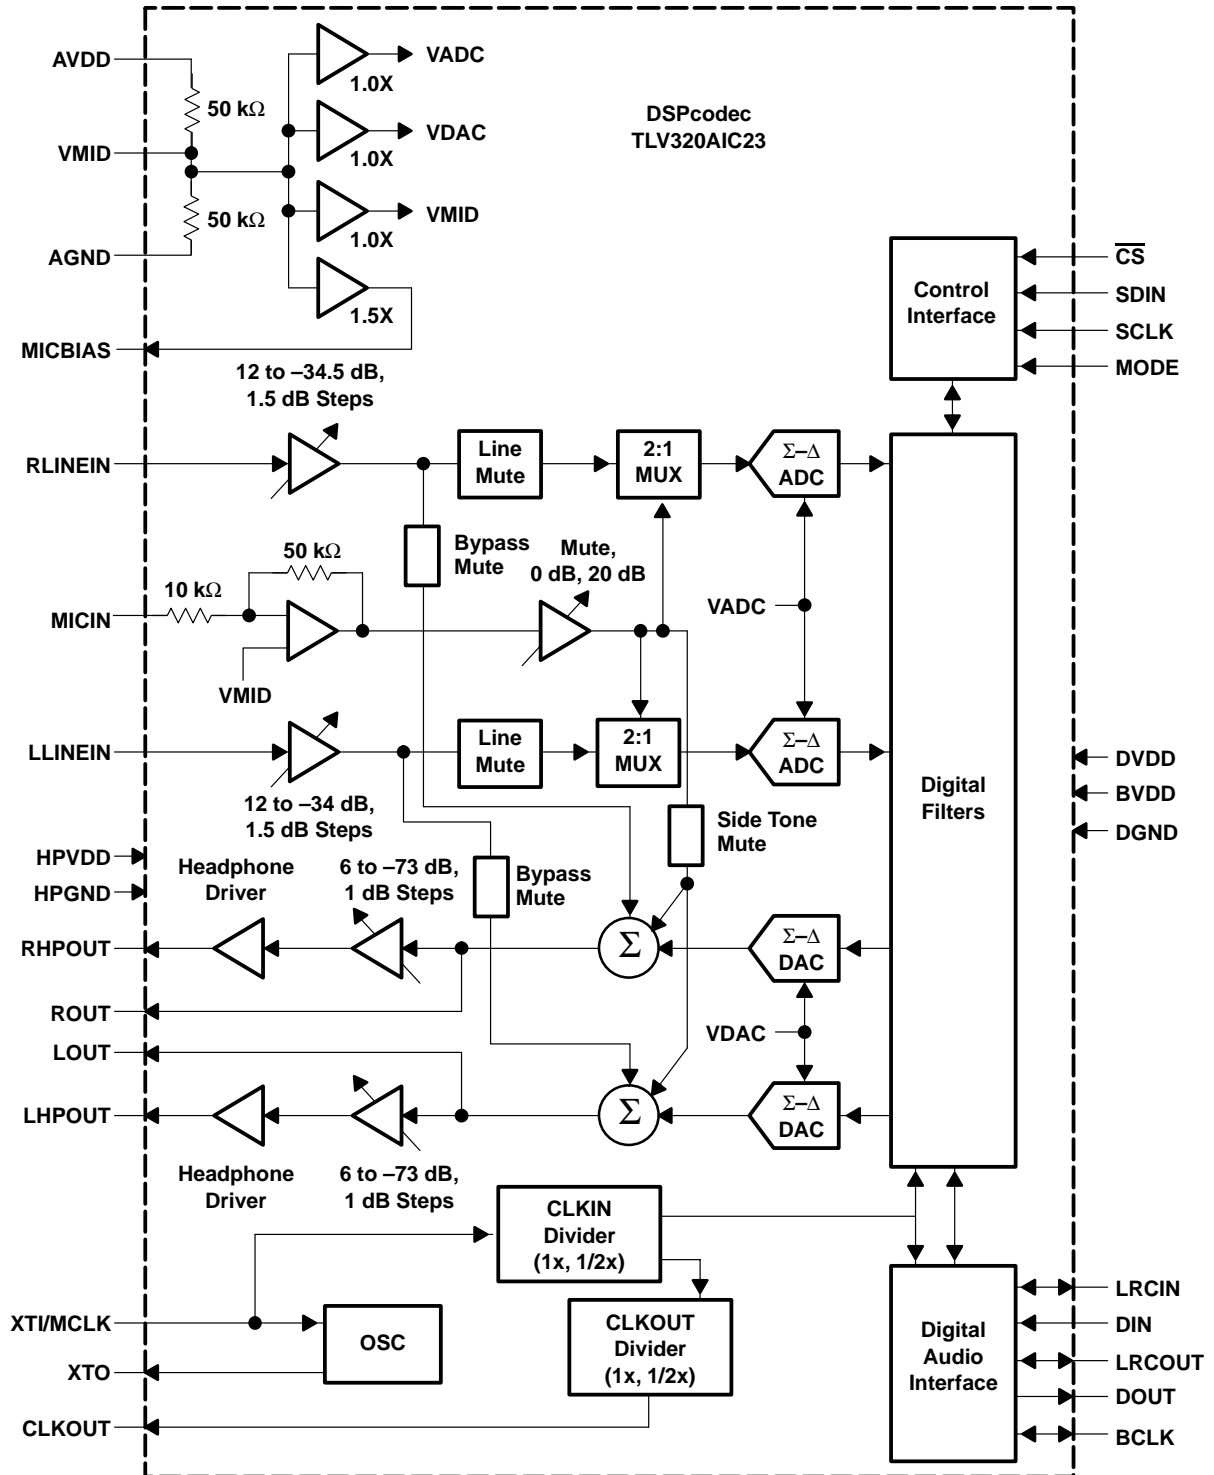 AVDD
VADC
1.0X
50 kΩ
DSPcodec
TLV320AIC23
VDAC
1.0X
VMID
50 kΩ
VMID
1.0X
AGND
CS
Control
Interface
SDIN
1.5X
SCLK
MICBIAS
MODE
12 to –34.5 dB,
1.5 dB Steps
RLINEIN
Line
Mute
2:1
MUX
Σ–Δ
ADC
Bypass
Mute
Mute,
0 dB, 20 dB
50 kΩ
10 kΩ
MICIN
VADC
VMID
LLINEIN
Line
Mute
2:1
MUX
Σ–Δ
ADC
DVDD
Digital
Filters
BVDD
12 to –34 dB,
1.5 dB Steps
Side Tone
Mute
DGND
HPVDD
HPGND
Headphone
Driver
6 to –73 dB,
1 dB Steps
Bypass
Mute
RHPOUT
Σ
Σ–Δ
DAC
ROUT
LOUT
VDAC
LHPOUT
Σ
Σ–Δ
DAC
Headphone
Driver
6 to –73 dB,
1 dB Steps
CLKIN
Divider
(1x, 1/2x)
XTI/MCLK
OSC
CLKOUT
Divider
(1x, 1/2x)
XTO
CLKOUT
Digital
Audio
Interface
LRCIN
DIN
LRCOUT
DOUT
BCLK